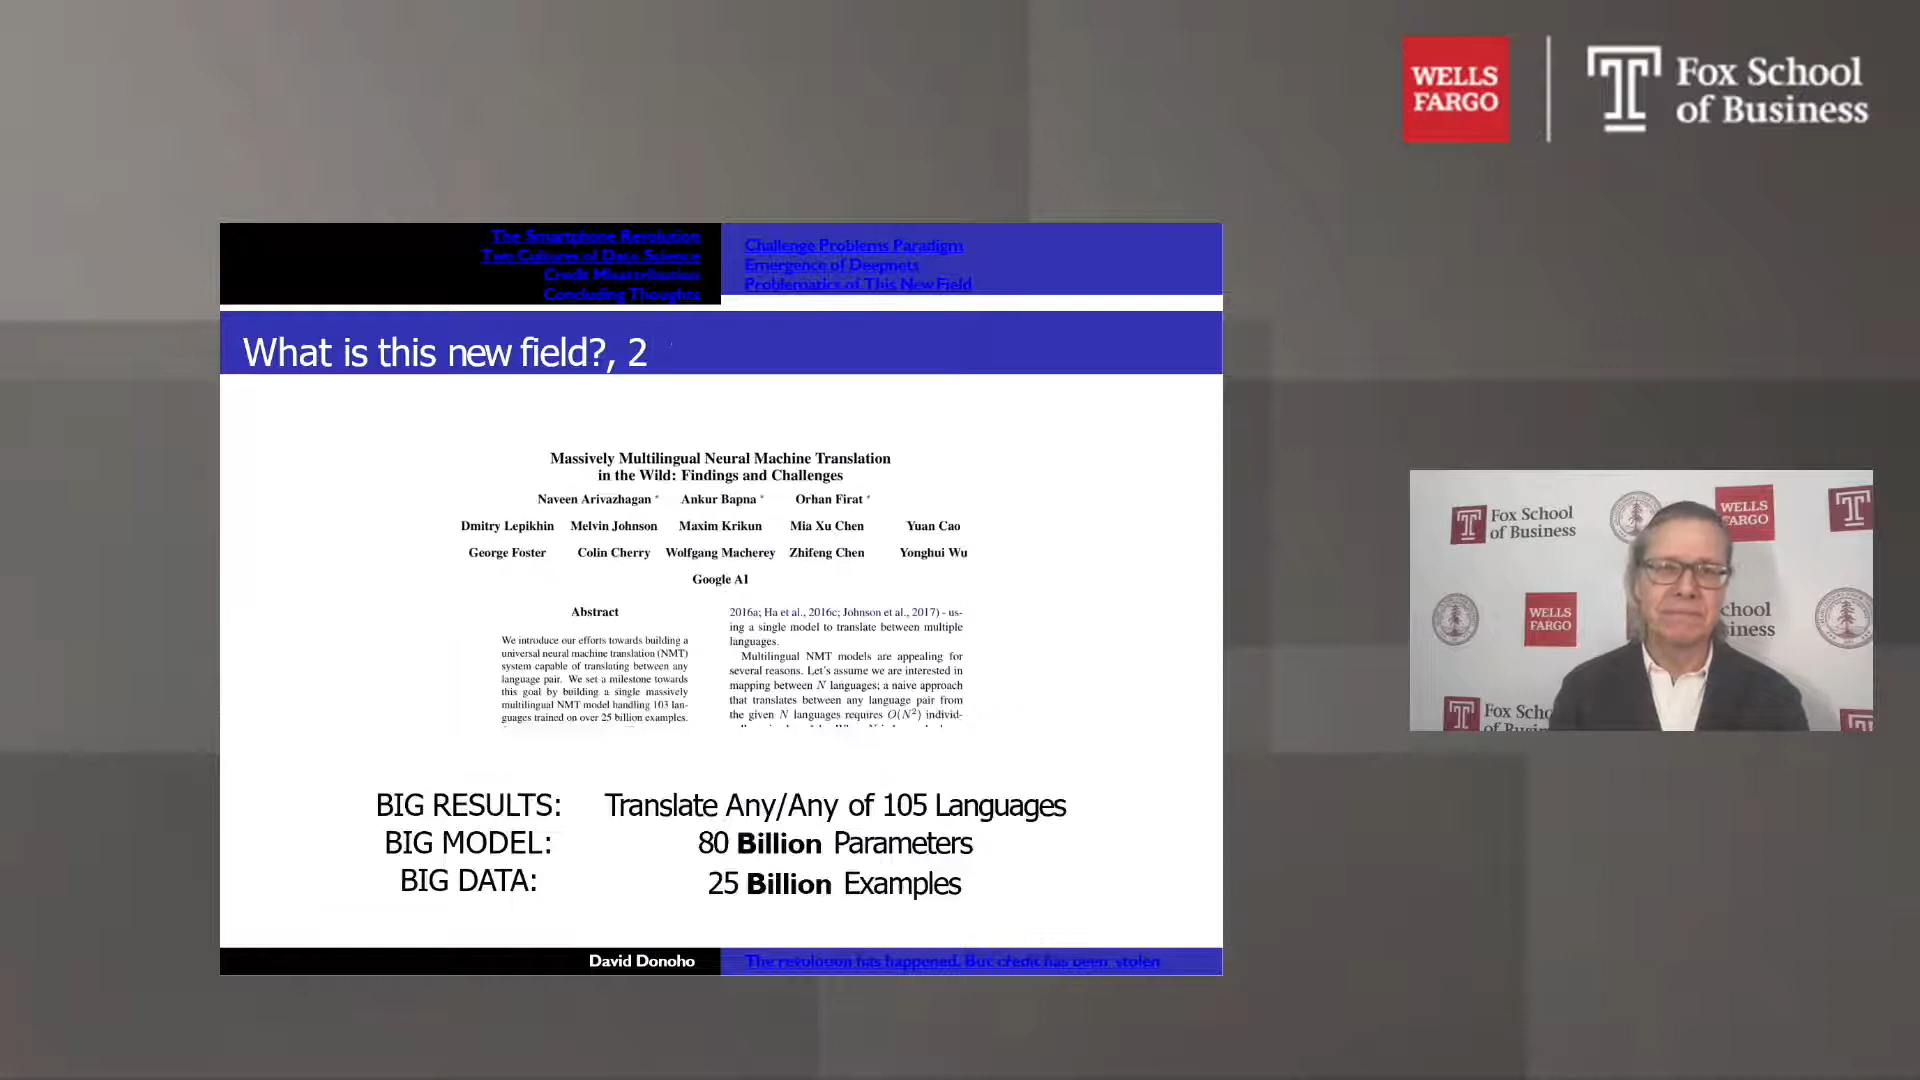 WELLS
FARGO
Fox School
of Business
The Smartphone Revolution
Two Cultures of Data Science
Credit Misattribution
Concluding Thoughts
Challenge Problems Paradigm
Emergence of Deepnets
Problematics of This New Field
What is this new field?, 2
Massively Multilingual Neural Machine Translation
in the Wild: Findings and Challenges
Naveen Arivazhagan * Ankur Bapna * Orhan Firat *
Dmitry Lepikhin Melvin Johnson Maxim Krikun Mia Xu Chen Yuan Cao
George Foster Colin Cherry Wolfgang Macherey Zhifeng Chen Yonghui Wu
Google AI
Abstract
We introduce our efforts towards building a
universal neural machine translation (NMT)
system capable of translating between any
language pair. We set a milestone towards
this goal by building a single massively
multilingual NMT model handling 103 lan-
guages trained on over 25 billion examples.
2016a; Ha et al., 2016c; Johnson et al., 2017) - us-
ing a single model to translate between multiple
languages.
Multilingual NMT models are appealing for
several reasons. Let's assume we are interested in
mapping between N languages; a naive approach
that translates between any language pair from
the given N languages requires O(N²) individ-
BIG RESULTS: Translate Any/Any of 105 Languages
BIG MODEL: 80 Billion Parameters
BIG DATA: 25 Billion Examples
David Donoho
The revolution has happened. But credit has been stolen
Fox School
of Business
WELLS
FARGO
WELLS
FARGO
chool
iness
Fox Scho